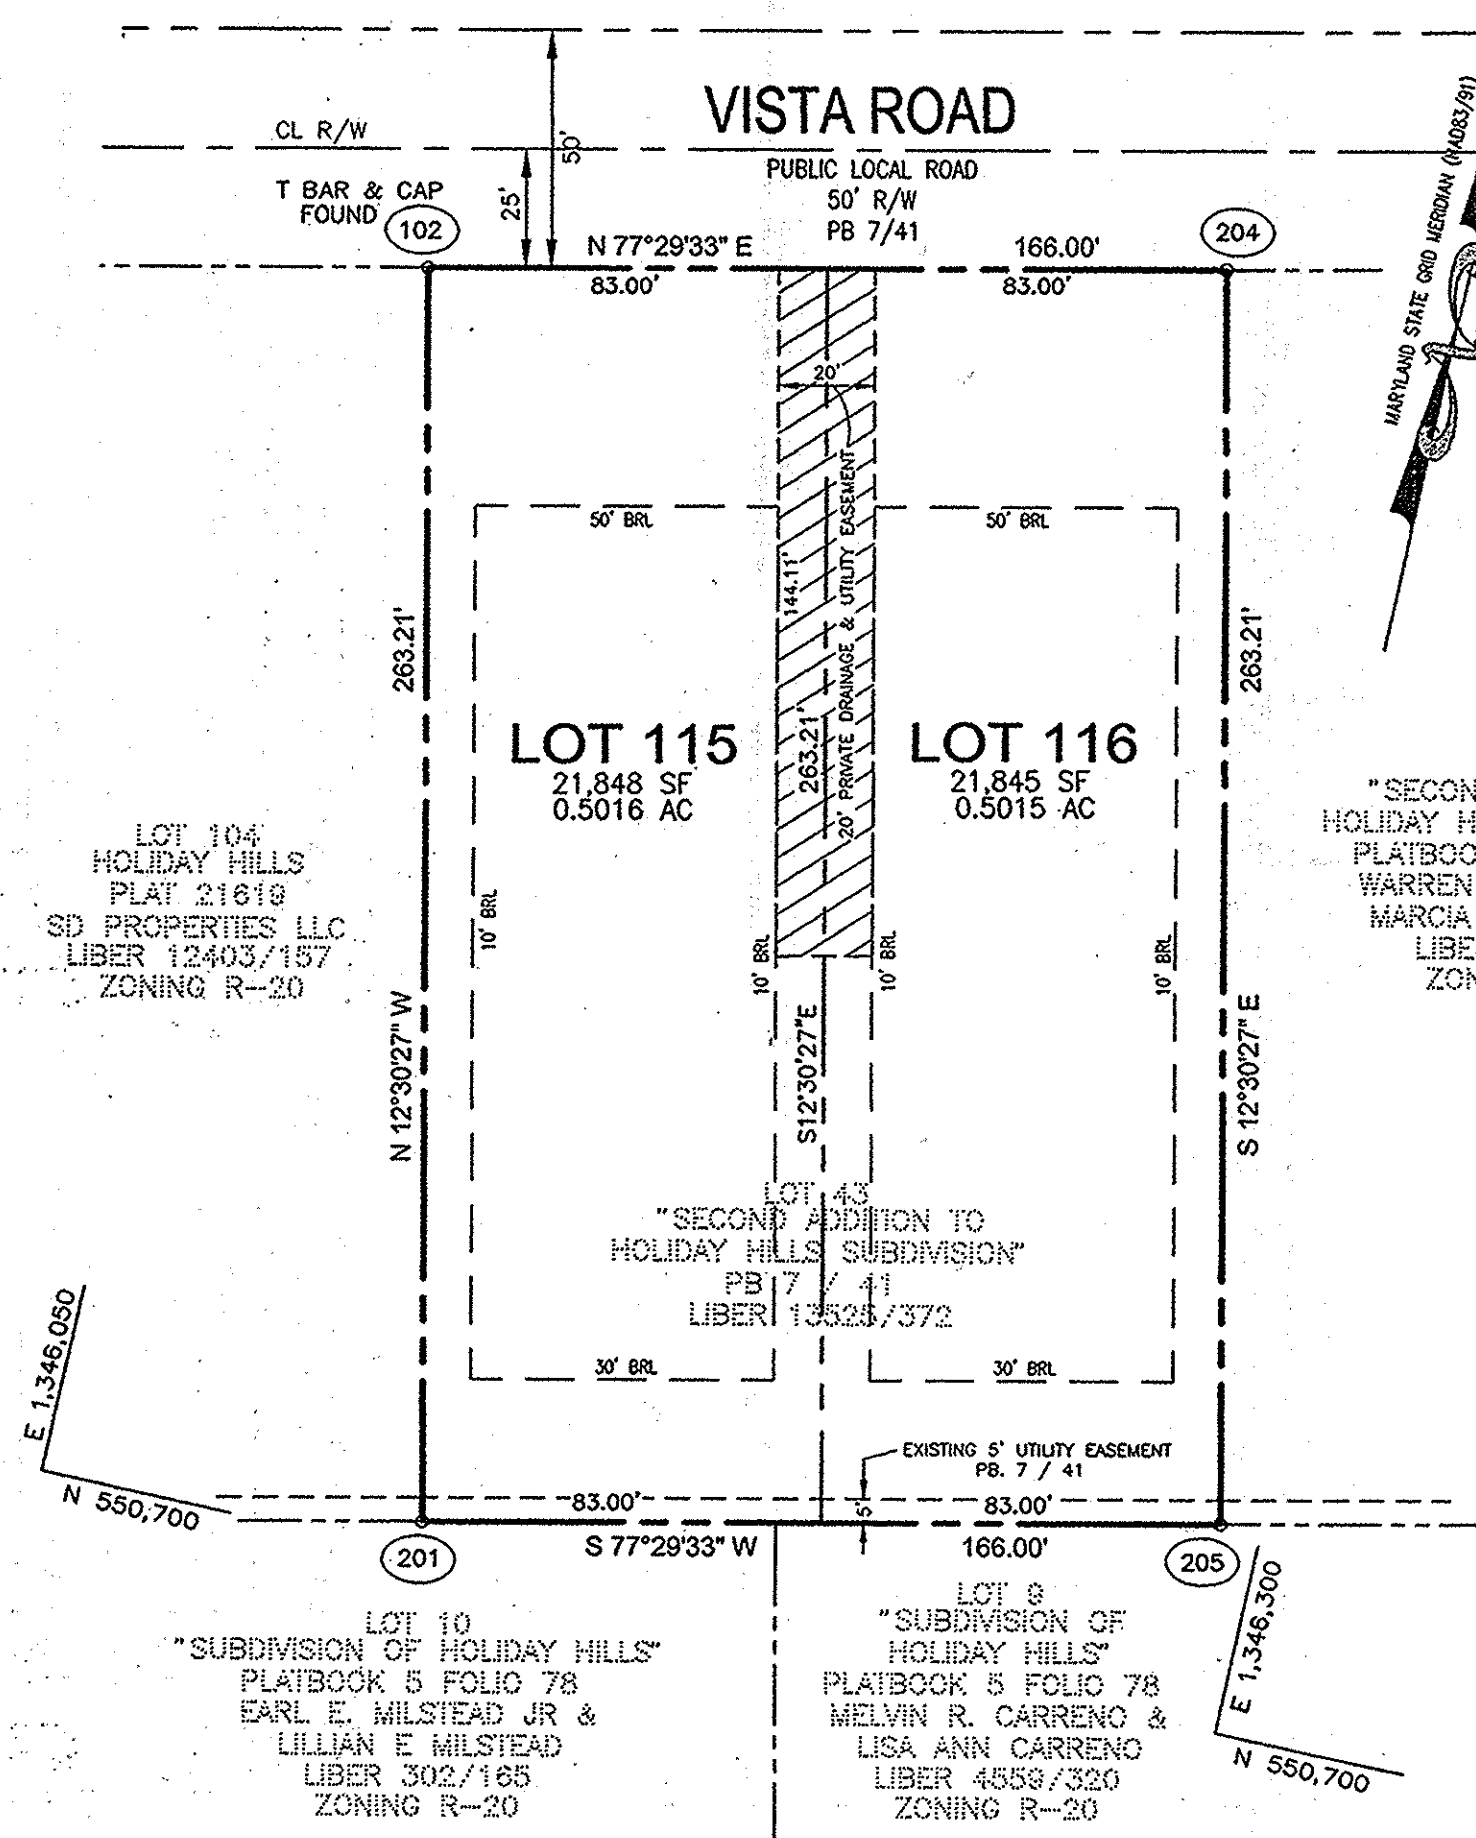 VISTA ROAD
CL R/W
50'
PUBLIC LOCAL ROAD
50' R/W
PB 7/41
T BAR & CAP
FOUND
102
25'
204
N 77°29'33" E
166.00'
83.00'
83.00'
MARYLAND STATE GRID MERIDIAN (NAD83/91)
20'
50' BRL
50' BRL
144.11'
20' PRIVATE DRAINAGE & UTILITY EASEMENT
263.21'
263.21'
263.21'
LOT 115
21,848 SF
0.5016 AC
LOT 116
21,845 SF
0.5015 AC
LOT 104
HOLIDAY HILLS
PLAT 21619
SD PROPERTIES LLC
LIBER 12403/157
ZONING R-20
"SECON
HOLIDAY H
PLATBOO
WARREN
MARCIA
LIBE
ZON
10' BRL
10' BRL
10' BRL
10' BRL
N 12°30'27" W
S12°30'27"E
S 12°30'27" E
LOT 43
"SECOND ADDITION TO
HOLIDAY HILLS SUBDIVISION"
PB 7 / 41
LIBER 13525/372
30' BRL
30' BRL
E 1,346,050
N 550,700
EXISTING 5' UTILITY EASEMENT
PB. 7 / 41
83.00'
5'
83.00'
S 77°29'33" W
166.00'
201
205
LOT 10
"SUBDIVISION OF HOLIDAY HILLS"
PLATBOOK 5 FOLIO 78
EARL E. MILSTEAD JR &
LILLIAN E MILSTEAD
LIBER 302/165
ZONING R-20
LOT 9
"SUBDIVISION OF
HOLIDAY HILLS"
PLATBOOK 5 FOLIO 78
MELVIN R. CARRENO &
LISA ANN CARRENO
LIBER 4559/320
ZONING R-20
E 1,346,300
N 550,700